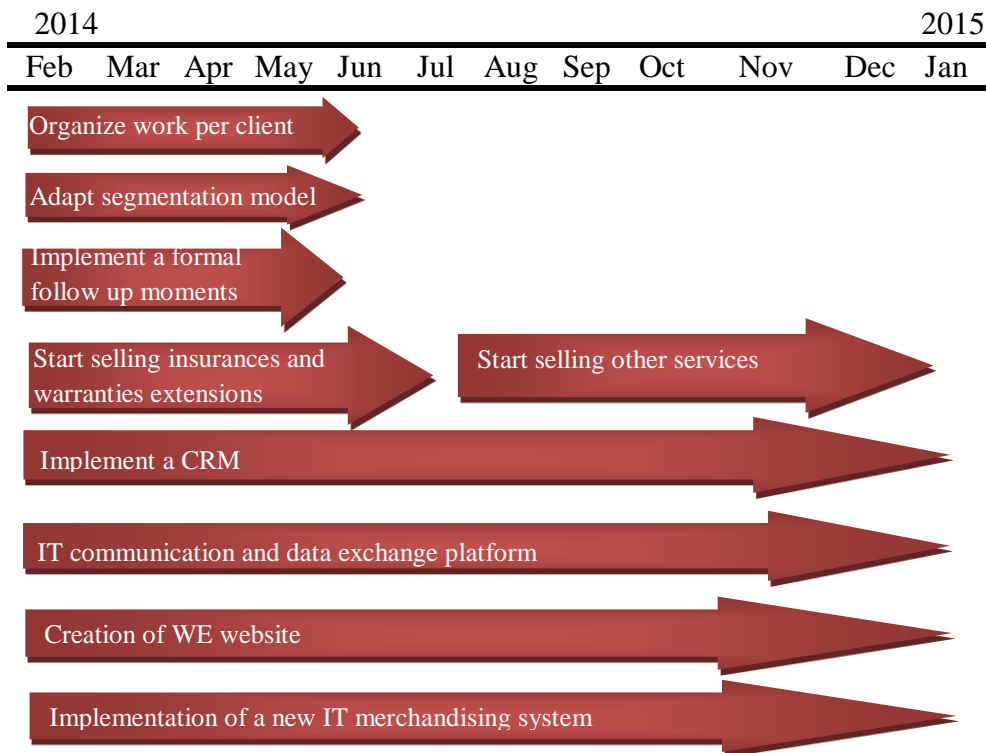 2014 2015
Feb Mar Apr May Jun Jul Aug Sep Oct Nov Dec Jan
Organize work per client
Adapt segmentation model
Implement a formal
follow up moments
Start selling insurances and
warranties extensions
Start selling other services
Implement a CRM
IT communication and data exchange platform
Creation of WE website
Implementation of a new IT merchandising system